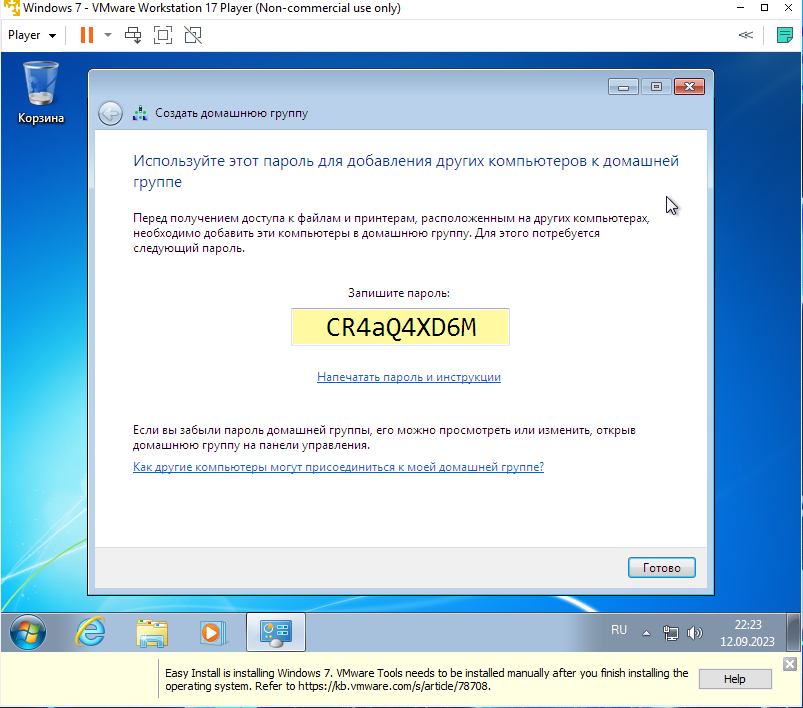 Windows 7 - VMware Workstation 17 Player (Non-commercial use only)
Player
Корзина
Создать домашнюю группу
Используйте этот пароль для добавления других компьютеров к домашней
группе
Перед получением доступа к файлам и принтерам, расположенным на других компьютерах,
необходимо добавить эти компьютеры в домашнюю группу. Для этого потребуется
следующий пароль.
Запишите пароль:
CR4aQ4XD6M
Напечатать пароль и инструкции
Если вы забыли пароль домашней группы, его можно просмотреть или изменить, открыв
домашнюю группу на панели управления.
Как другие компьютеры могут присоединиться к моей домашней группе?
Готово
RU
22:23
12.09.2023
Easy Install is installing Windows 7. VMware Tools needs to be installed manually after you finish installing the
operating system. Refer to https://kb.vmware.com/s/article/78708.
Help